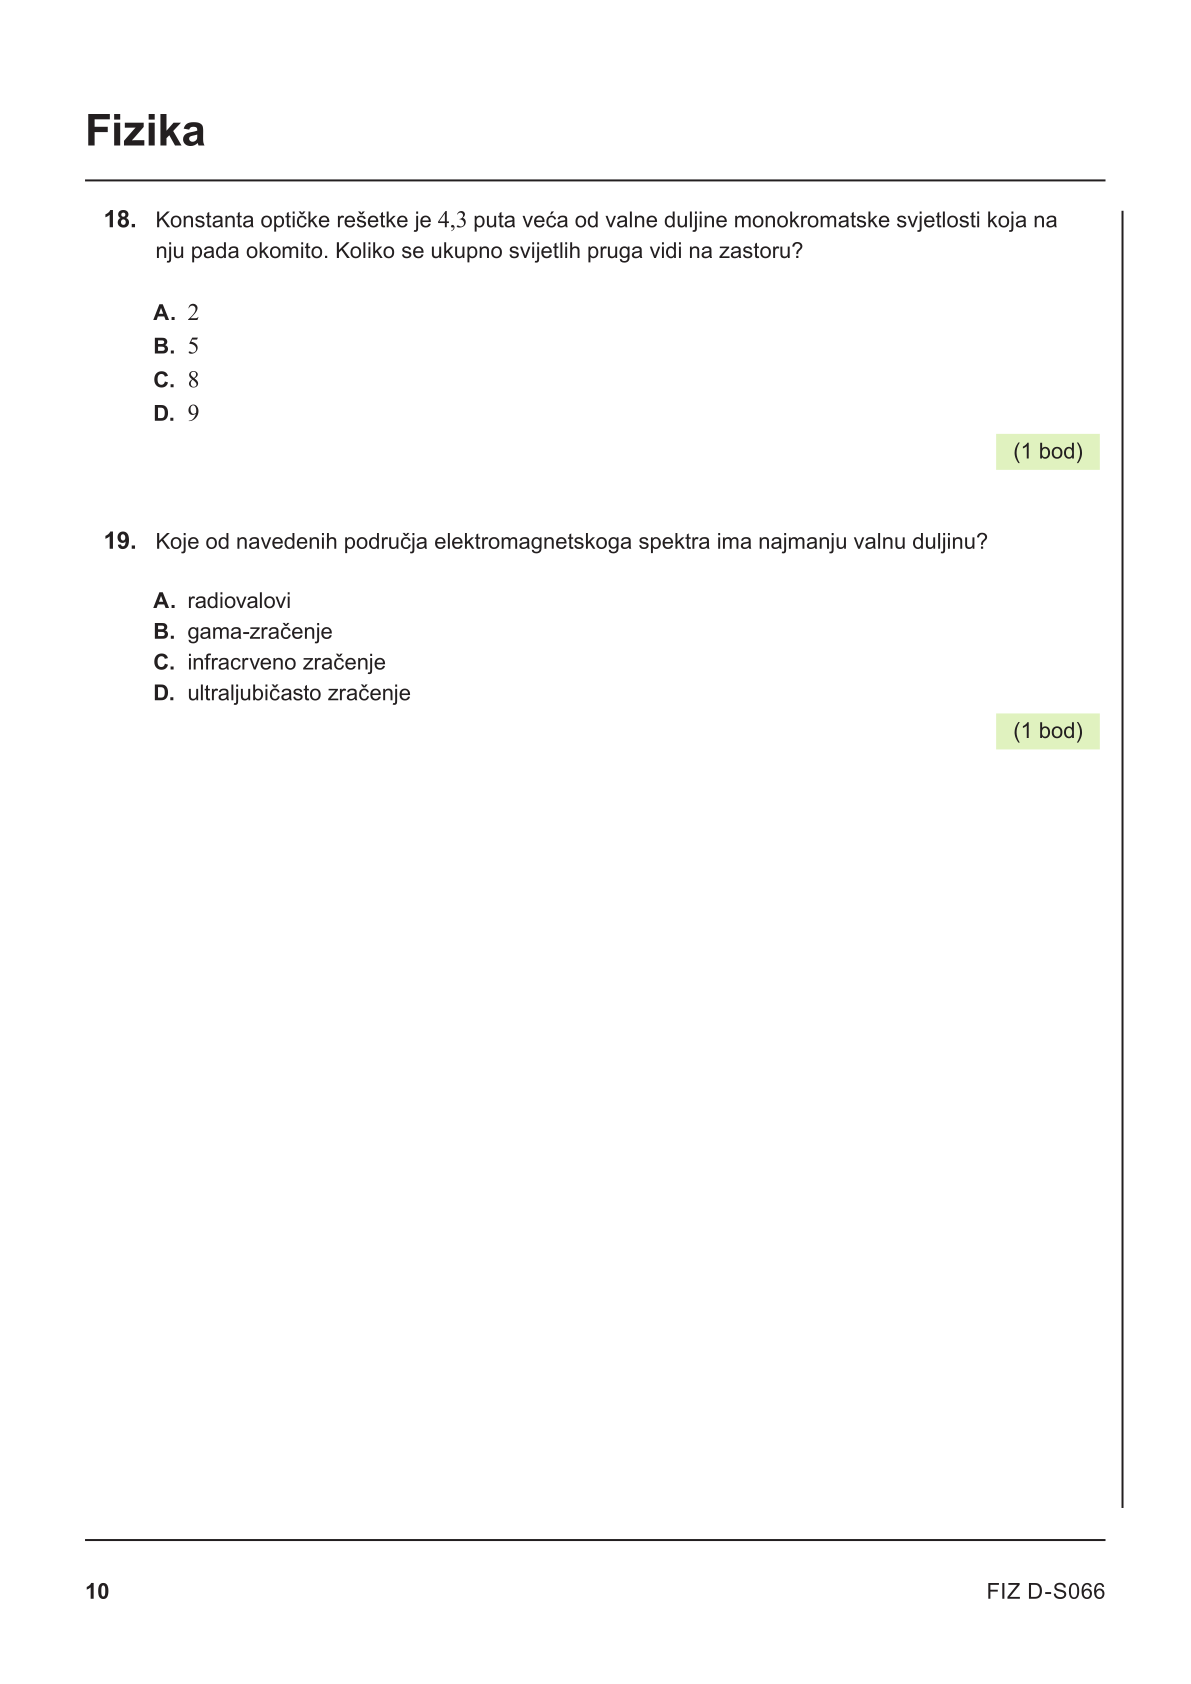 Fizika
18. Konstanta optičke rešetke je 4,3 puta veća od valne duljine monokromatske svjetlosti koja na
nju pada okomito. Koliko se ukupno svijetlih pruga vidi na zastoru?
A. 2
B. 5
C. 8
D. 9
(1 bod)
19. Koje od navedenih područja elektromagnetskoga spektra ima najmanju valnu duljinu?
A. radiovalovi
B. gama-zračenje
C. infracrveno zračenje
D. ultraljubičasto zračenje
(1 bod)
10
FIZ D-S066